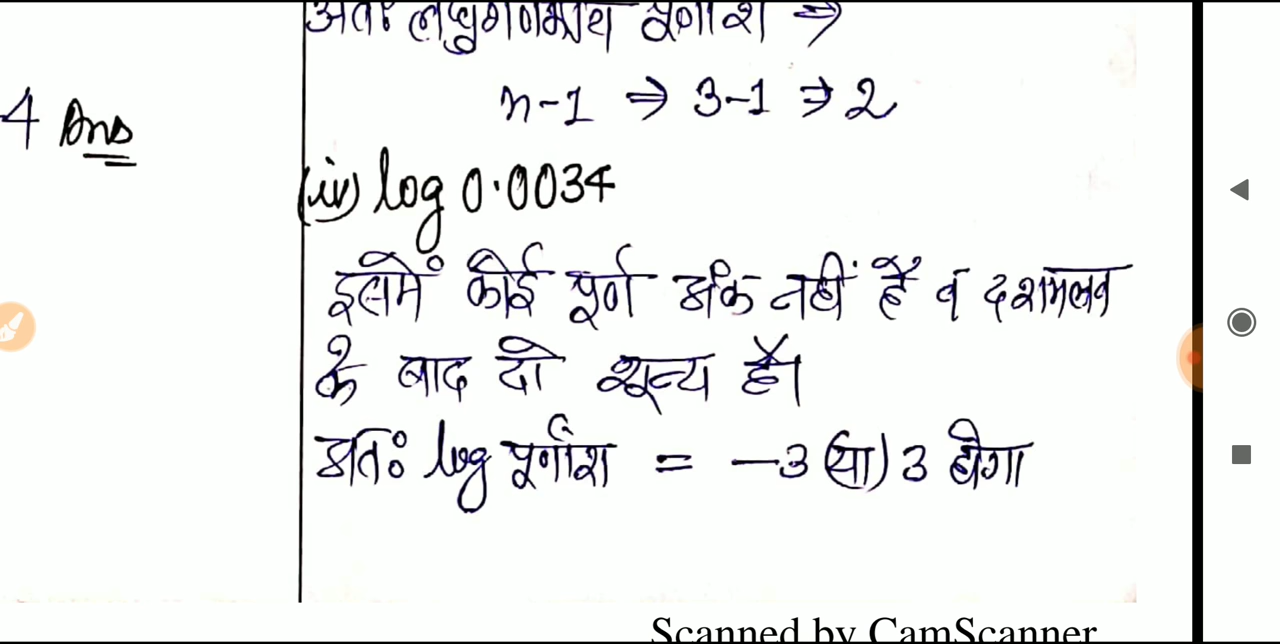 अतः लघुगणकीय पूर्णांश ⇒
n-1 ⇒ 3-1 ⇒ 2
4 Ans
(iv) log 0.0034
इसमें कोई पूर्ण अंक नहीं है व दशमलव
के बाद दो शून्य है।
अतः log पूर्णांश = -3 (या) 3 होगा
Scanned by CamScanner